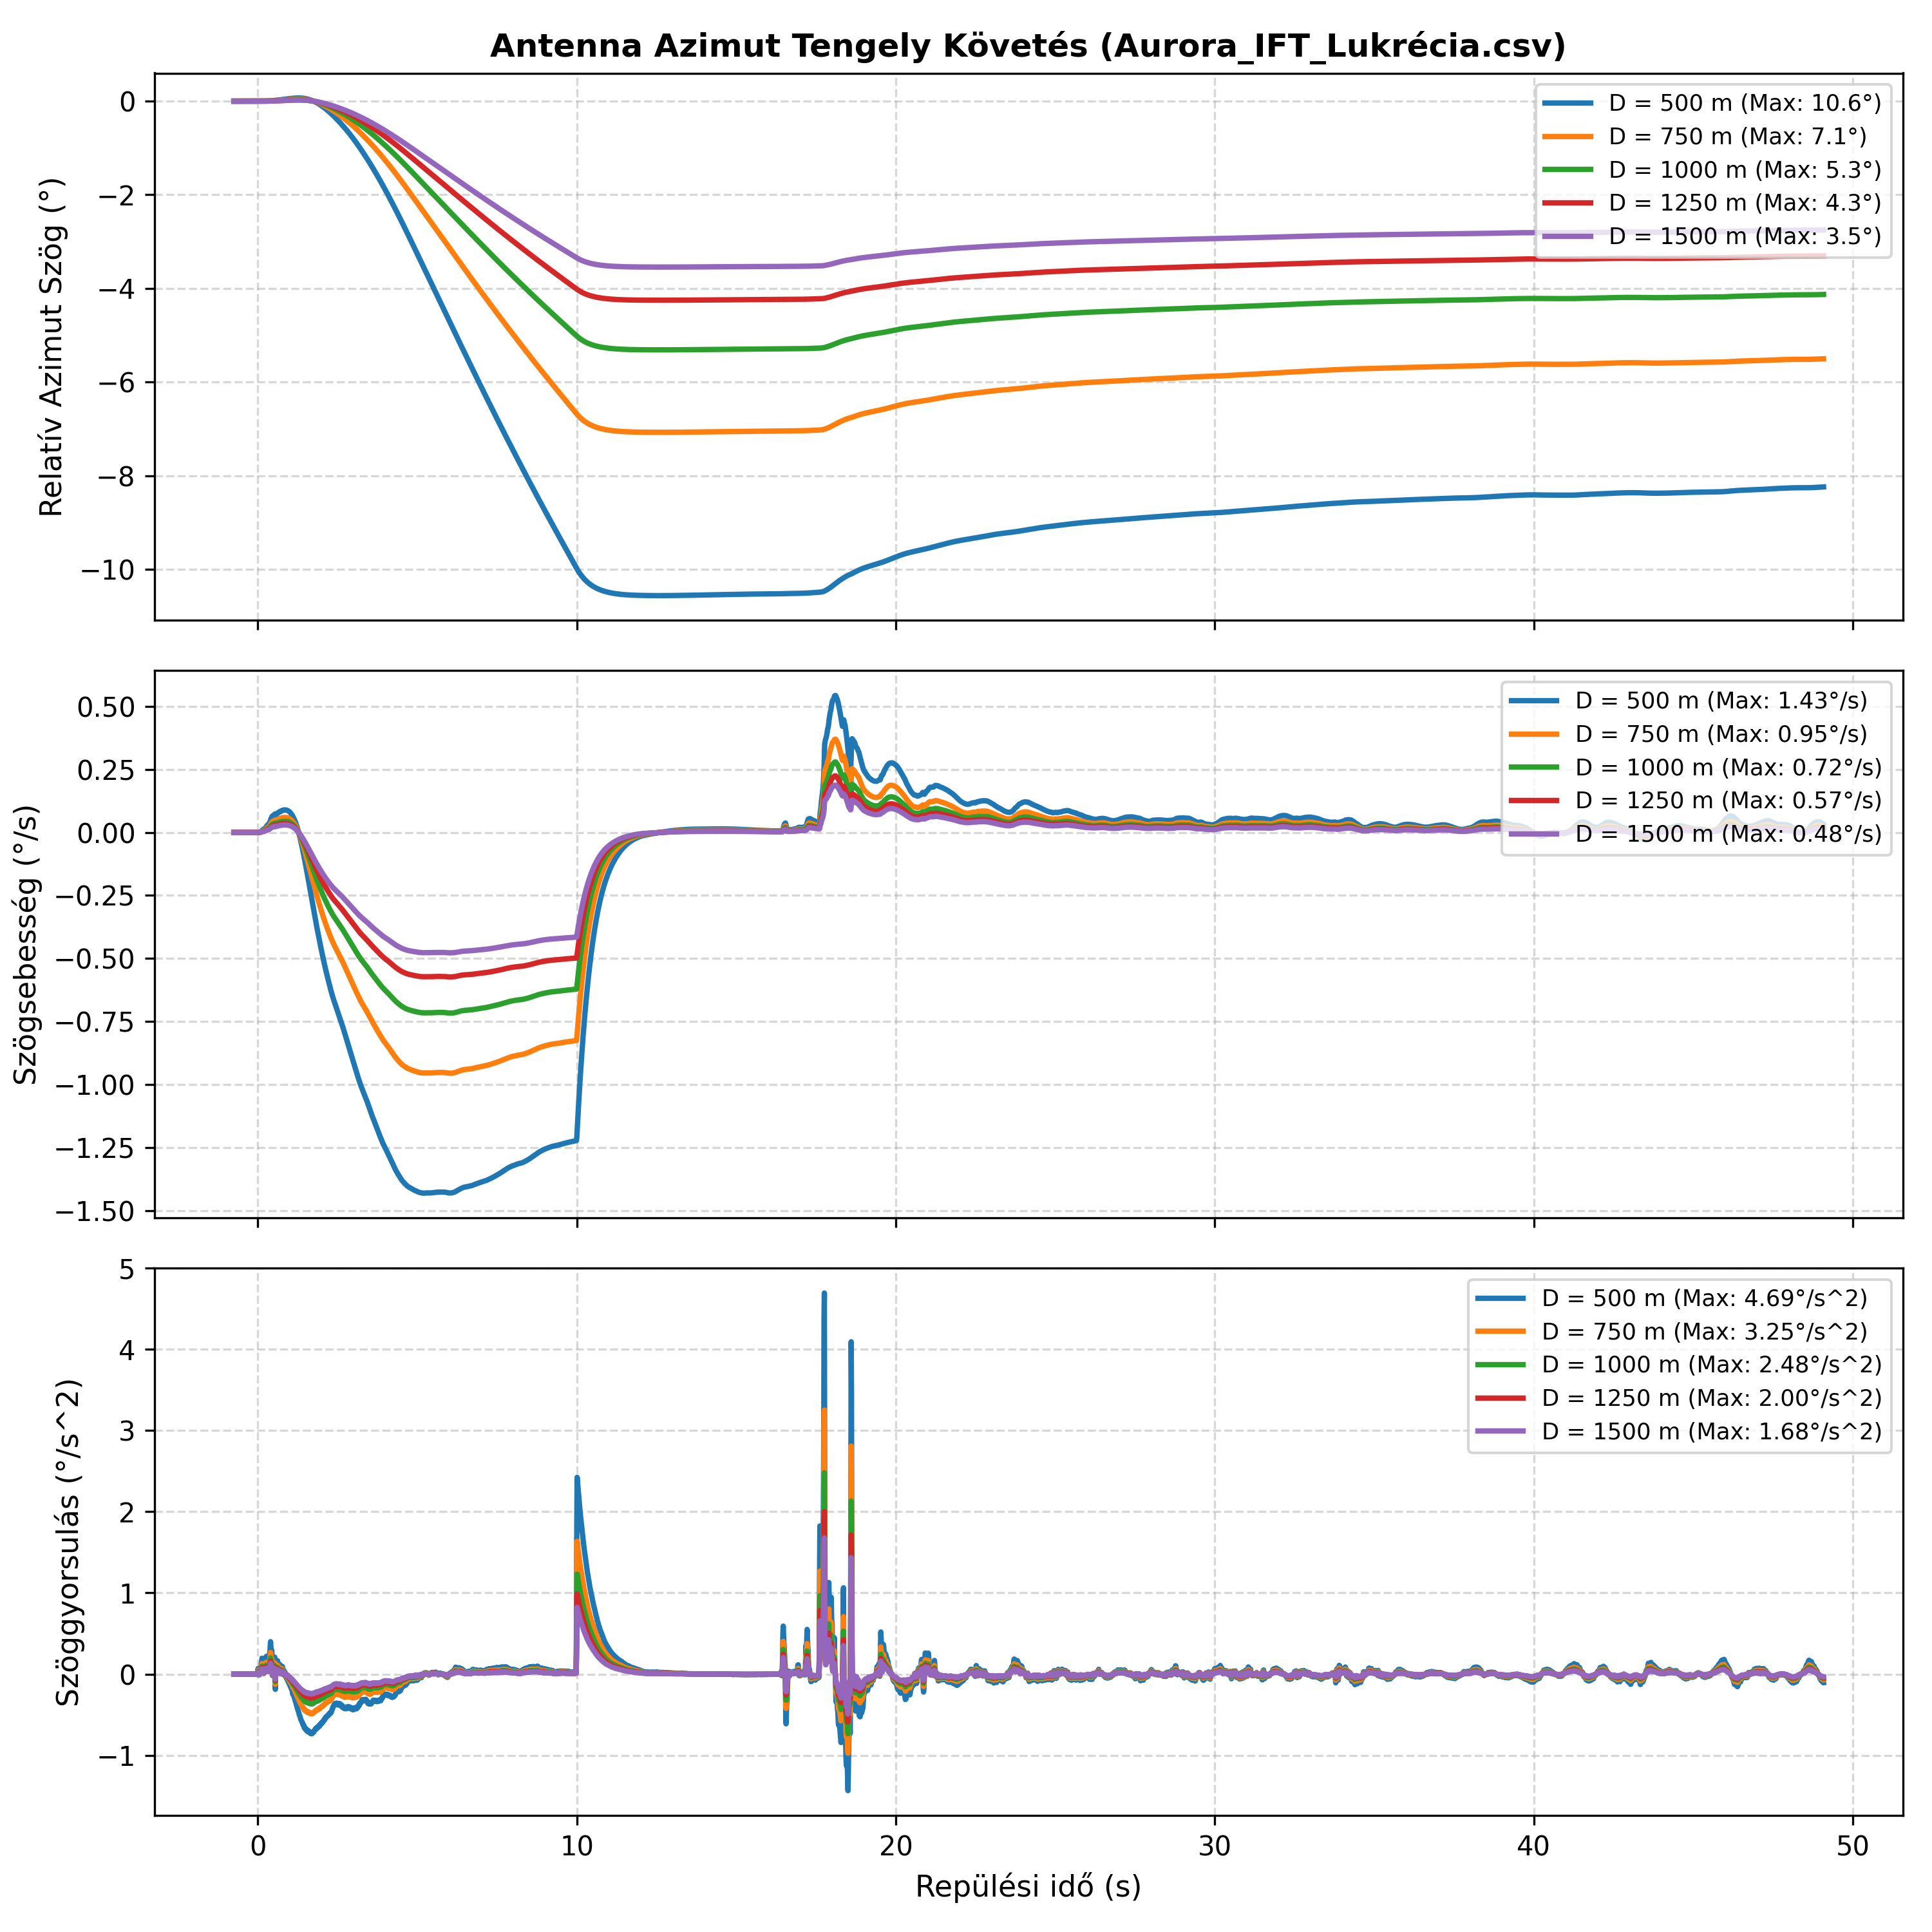 Antenna Azimut Tengely Követés (Aurora_IFT_Lukrécia.csv)
Relatív Azimut Szög (°)
0
−2
−4
−6
−8
−10
D = 500 m (Max: 10.6°)
D = 750 m (Max: 7.1°)
D = 1000 m (Max: 5.3°)
D = 1250 m (Max: 4.3°)
D = 1500 m (Max: 3.5°)
Szögsebesség (°/s)
0.50
0.25
0.00
−0.25
−0.50
−0.75
−1.00
−1.25
−1.50
D = 500 m (Max: 1.43°/s)
D = 750 m (Max: 0.95°/s)
D = 1000 m (Max: 0.72°/s)
D = 1250 m (Max: 0.57°/s)
D = 1500 m (Max: 0.48°/s)
Szöggyorsulás (°/s^2)
5
4
3
2
1
0
−1
D = 500 m (Max: 4.69°/s^2)
D = 750 m (Max: 3.25°/s^2)
D = 1000 m (Max: 2.48°/s^2)
D = 1250 m (Max: 2.00°/s^2)
D = 1500 m (Max: 1.68°/s^2)
0 10 20 30 40 50
Repülési idő (s)